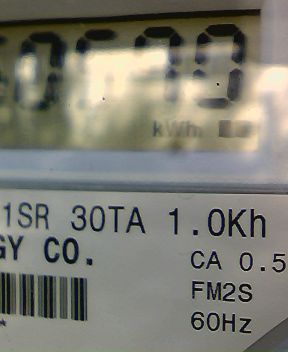 kWh
1SR 30TA 1.0Kh
GY CO.
CA 0.5
FM2S
60Hz